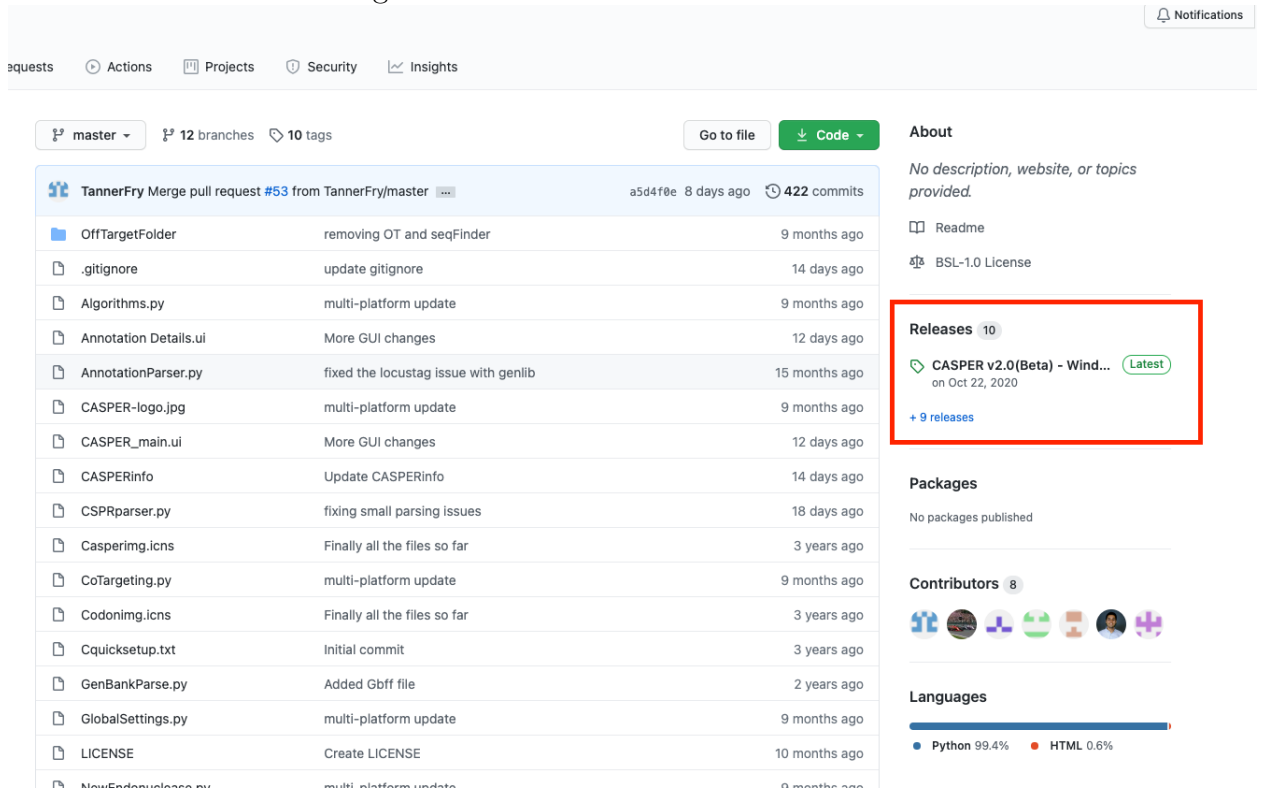 Notifications
equests Actions Projects Security Insights
master 12 branches 10 tags Go to file Code
TannerFry Merge pull request #53 from TannerFry/master ... a5d4f0e 8 days ago 422 commits
OffTargetFolder removing OT and seqFinder 9 months ago
.gitignore update gitignore 14 days ago
Algorithms.py multi-platform update 9 months ago
Annotation Details.ui More GUI changes 12 days ago
AnnotationParser.py fixed the locustag issue with genlib 15 months ago
CASPER-logo.jpg multi-platform update 9 months ago
CASPER_main.ui More GUI changes 12 days ago
CASPERinfo Update CASPERinfo 14 days ago
CSPRparser.py fixing small parsing issues 18 days ago
Casperimg.icns Finally all the files so far 3 years ago
CoTargeting.py multi-platform update 9 months ago
Codonimg.icns Finally all the files so far 3 years ago
Cquicksetup.txt Initial commit 3 years ago
GenBankParse.py Added Gbff file 2 years ago
GlobalSettings.py multi-platform update 9 months ago
LICENSE Create LICENSE 10 months ago
NewEndonuclease.py multi-platform update 9 months ago
About
No description, website, or topics
provided.
Readme
BSL-1.0 License
Releases 10
CASPER v2.0(Beta) - Wind... Latest
on Oct 22, 2020
+ 9 releases
Packages
No packages published
Contributors 8
Languages
Python 99.4% HTML 0.6%